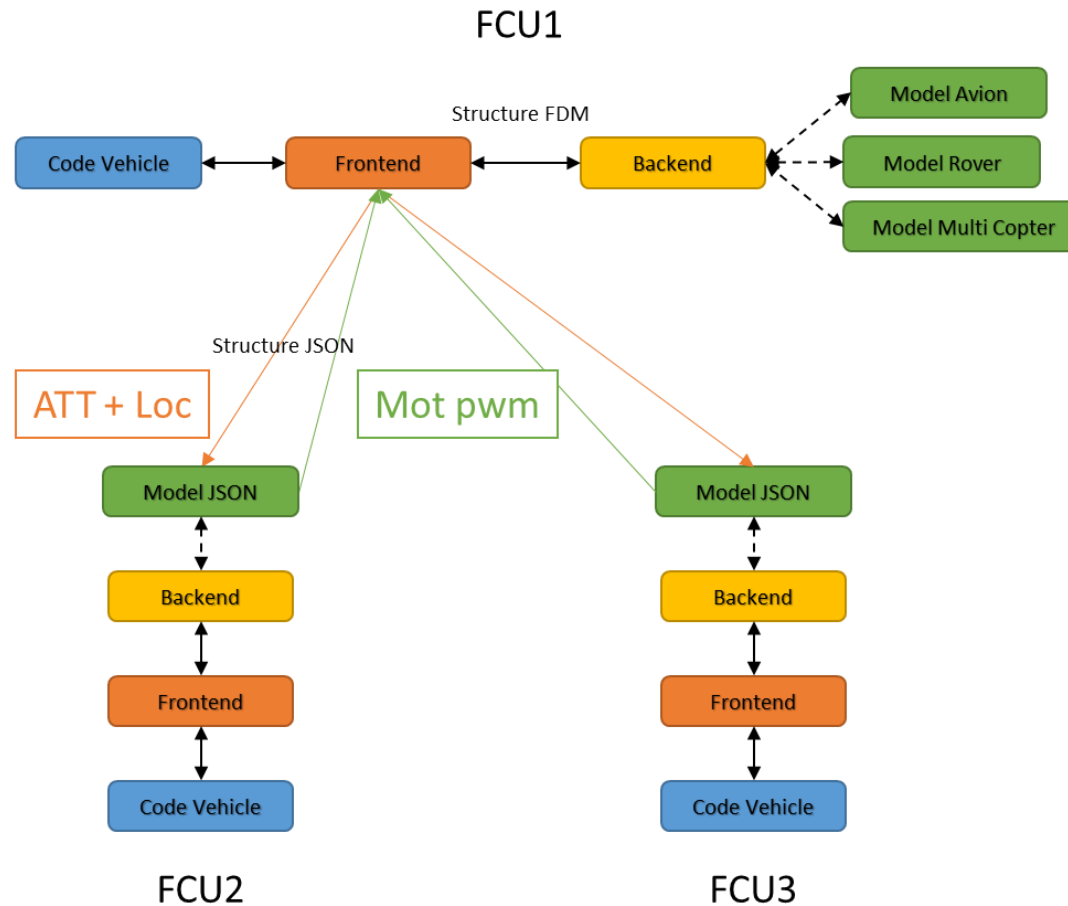 FCU1
Structure FDM
Model Avion
Code Vehicle
Frontend
Backend
Model Rover
Model Multi Copter
Structure JSON
ATT + Loc
Mot pwm
Model JSON
Model JSON
Backend
Backend
Frontend
Frontend
Code Vehicle
Code Vehicle
FCU2
FCU3